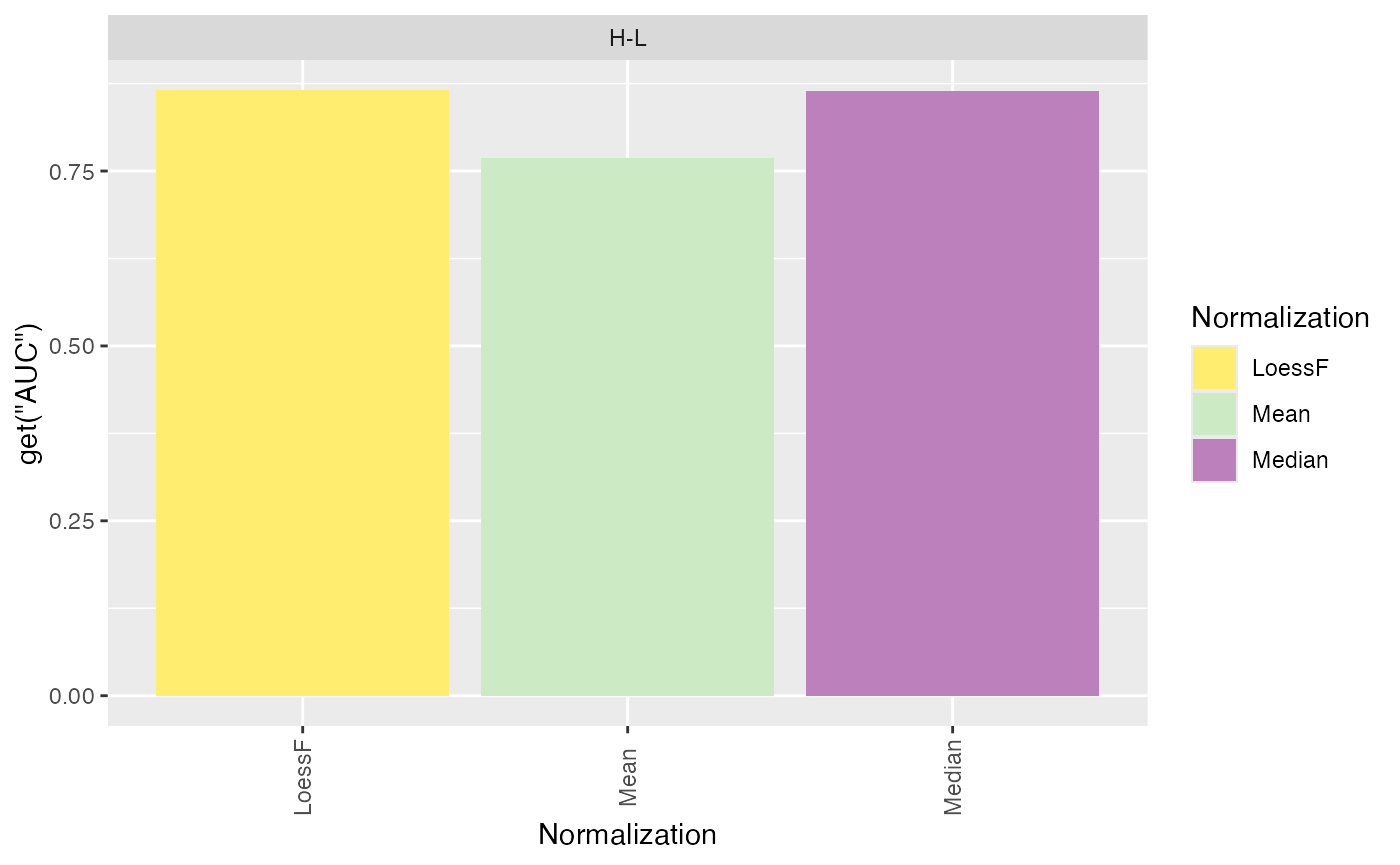 H-L
get("AUC")
0.75
0.50
0.25
0.00
LoessF
Mean
Median
Normalization
Normalization
LoessF
Mean
Median